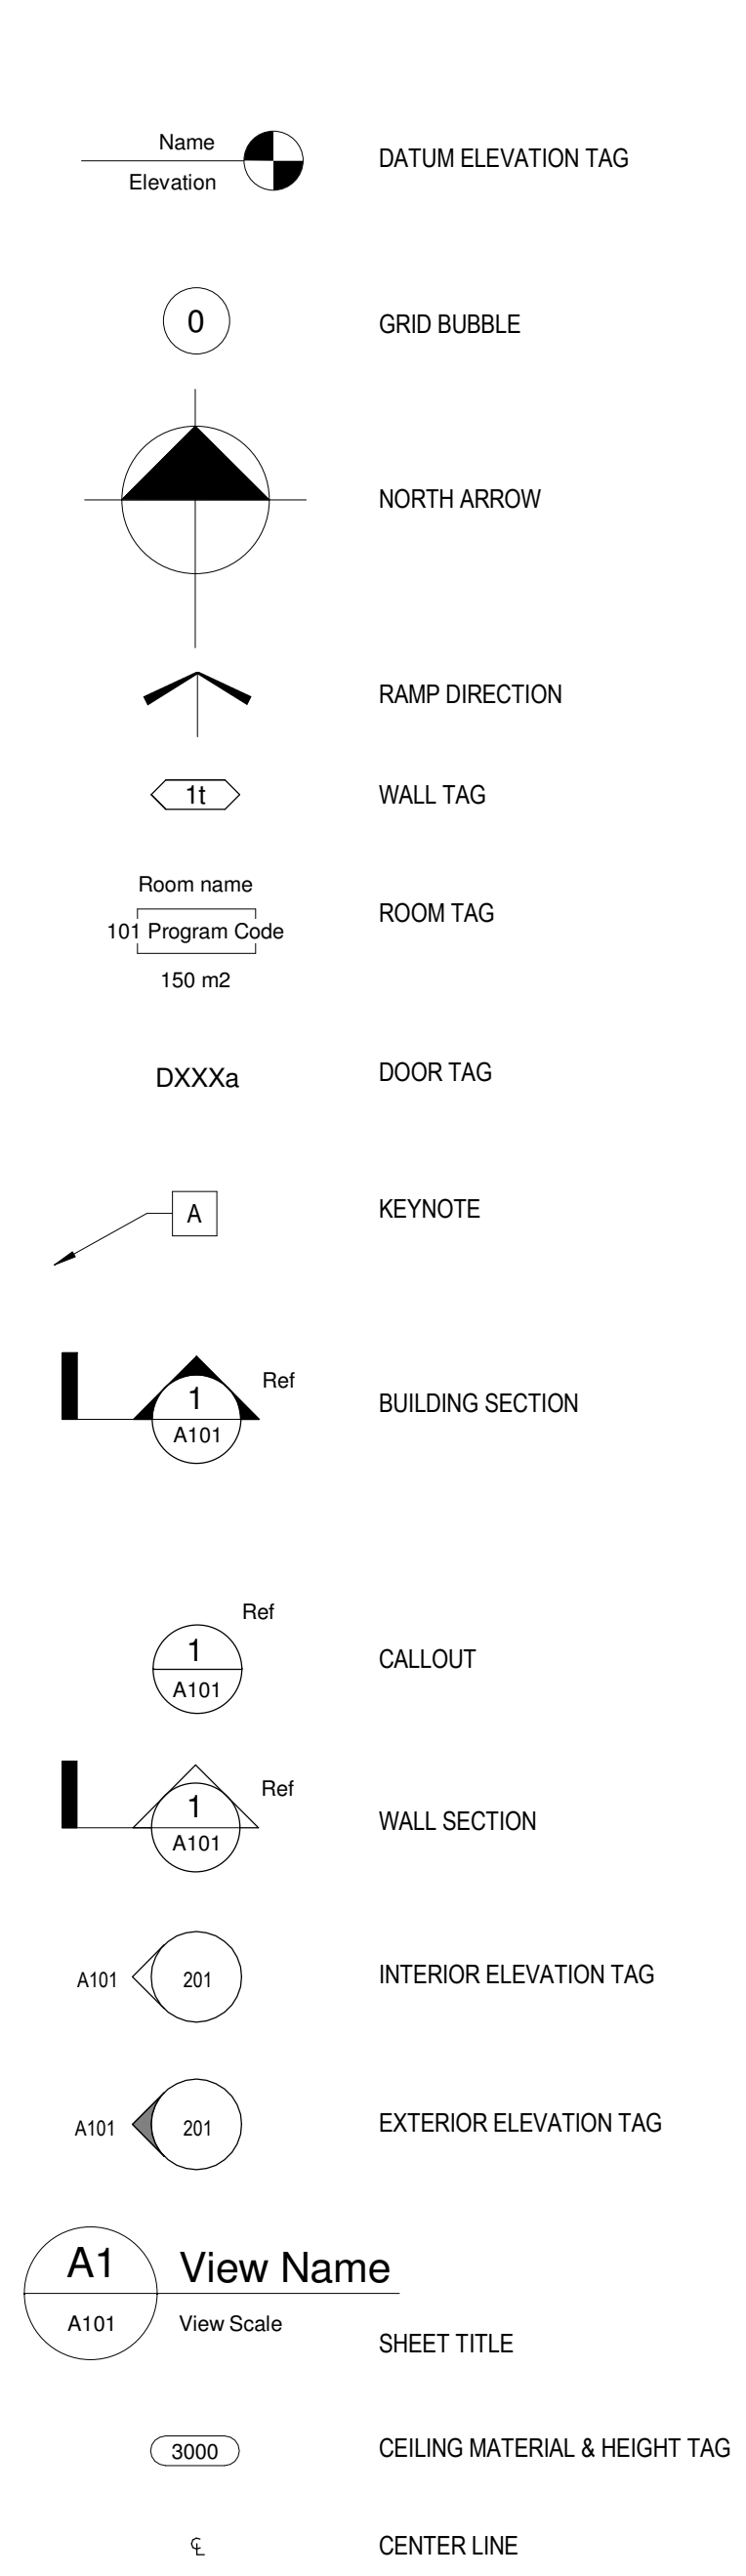 Name
Elevation
DATUM ELEVATION TAG
0
GRID BUBBLE
NORTH ARROW
RAMP DIRECTION
1t
WALL TAG
Room name
101 Program Code
150 m2
ROOM TAG
DXXXa
DOOR TAG
A
KEYNOTE
Ref
1
A101
BUILDING SECTION
Ref
1
A101
CALLOUT
Ref
1
A101
WALL SECTION
A101 201
INTERIOR ELEVATION TAG
A101 201
EXTERIOR ELEVATION TAG
A1 View Name
A101 View Scale
SHEET TITLE
3000
CEILING MATERIAL & HEIGHT TAG
℄
CENTER LINE